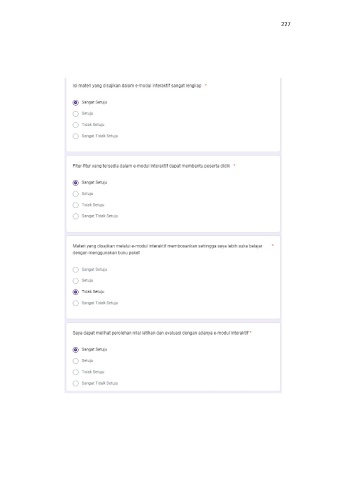 227
Isi materi yang disajikan dalam e-modul interaktif sangat lengkap *
Sangat Setuju
Setuju
Tidak Setuju
Sangat Tidak Setuju
Fitur-fitur yang tersedia dalam e-modul interaktif dapat membantu peserta didik *
Sangat Setuju
Setuju
Tidak Setuju
Sangat Tidak Setuju
Materi yang disajikan melalui e-modul interaktif membosankan sehingga saya lebih suka belajar *
dengan menggunakan buku paket
Sangat Setuju
Setuju
Tidak Setuju
Sangat Tidak Setuju
Saya dapat melihat perolehan nilai latihan dan evaluasi dengan adanya e-modul interaktif *
Sangat Setuju
Setuju
Tidak Setuju
Sangat Tidak Setuju